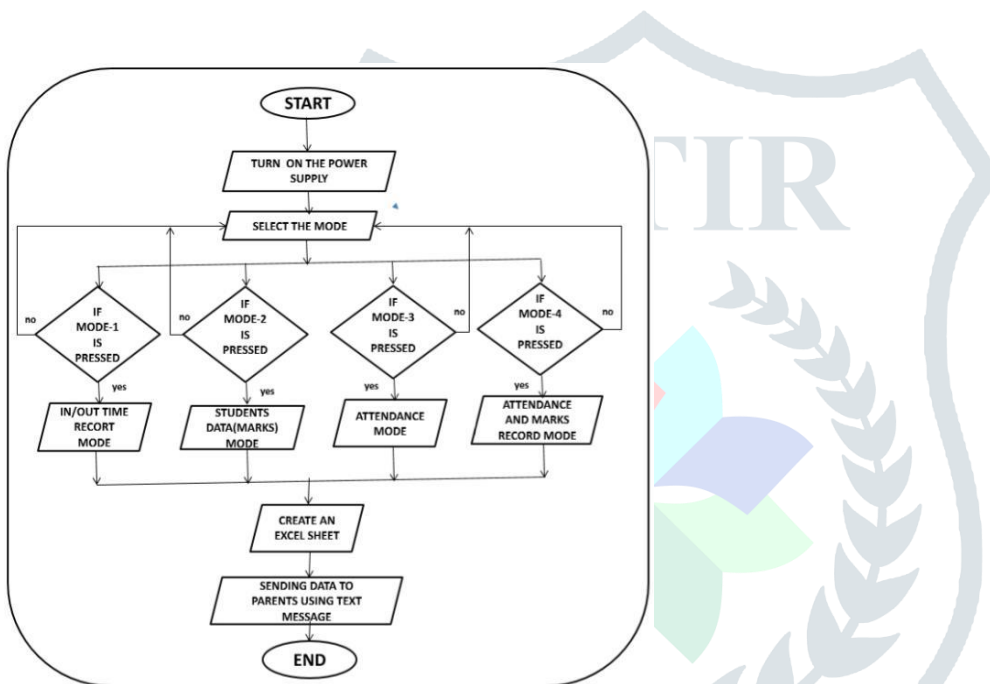 START
TURN ON THE POWER
SUPPLY
SELECT THE MODE
no
IF
MODE-1
IS
PRESSED
yes
no
IF
MODE-2
IS
PRESSED
yes
IF
MODE-3
IS
PRESSED
no
yes
IF
MODE-4
IS
PRESSED
no
yes
IN/OUT TIME
RECORT
MODE
STUDENTS
DATA(MARKS)
MODE
ATTENDANCE
MODE
ATTENDANCE
AND MARKS
RECORD MODE
CREATE AN
EXCEL SHEET
SENDING DATA TO
PARENTS USING TEXT
MESSAGE
END
TIR